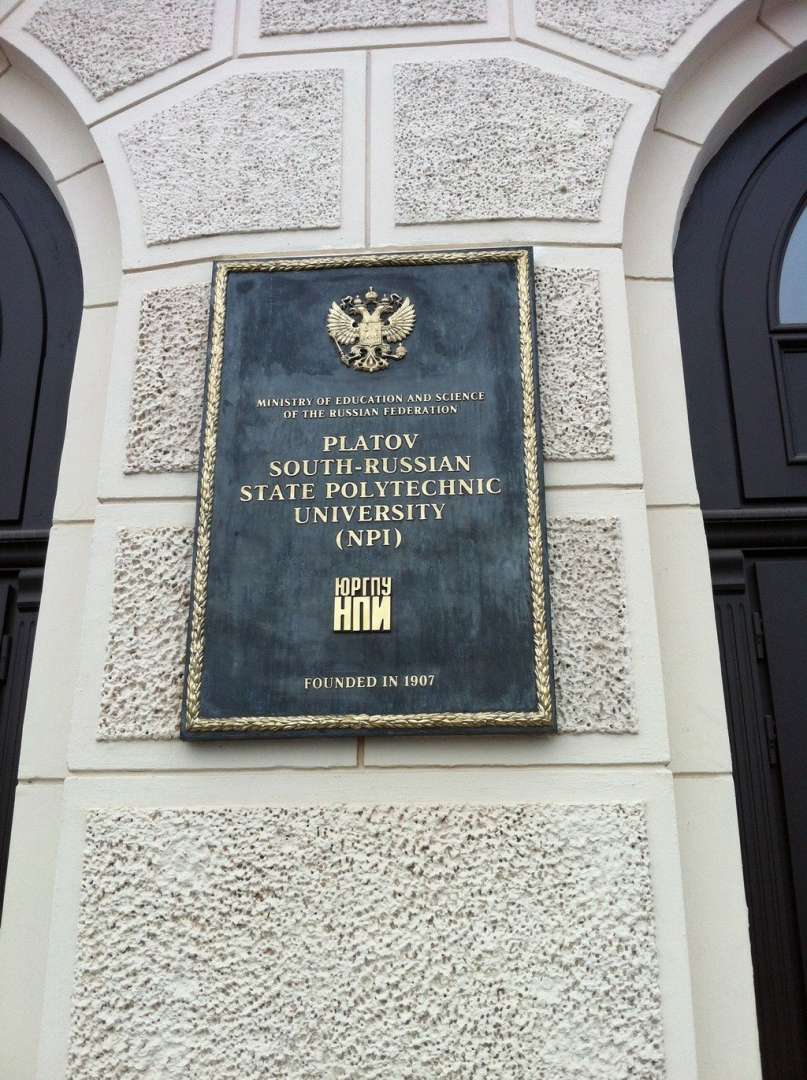 MINISTRY OF EDUCATION AND SCIENCE
OF THE RUSSIAN FEDERATION
PLATOV
SOUTH-RUSSIAN
STATE POLYTECHNIC
UNIVERSITY
(NPI)
ЮРГПУ
НПИ
FOUNDED IN 1907